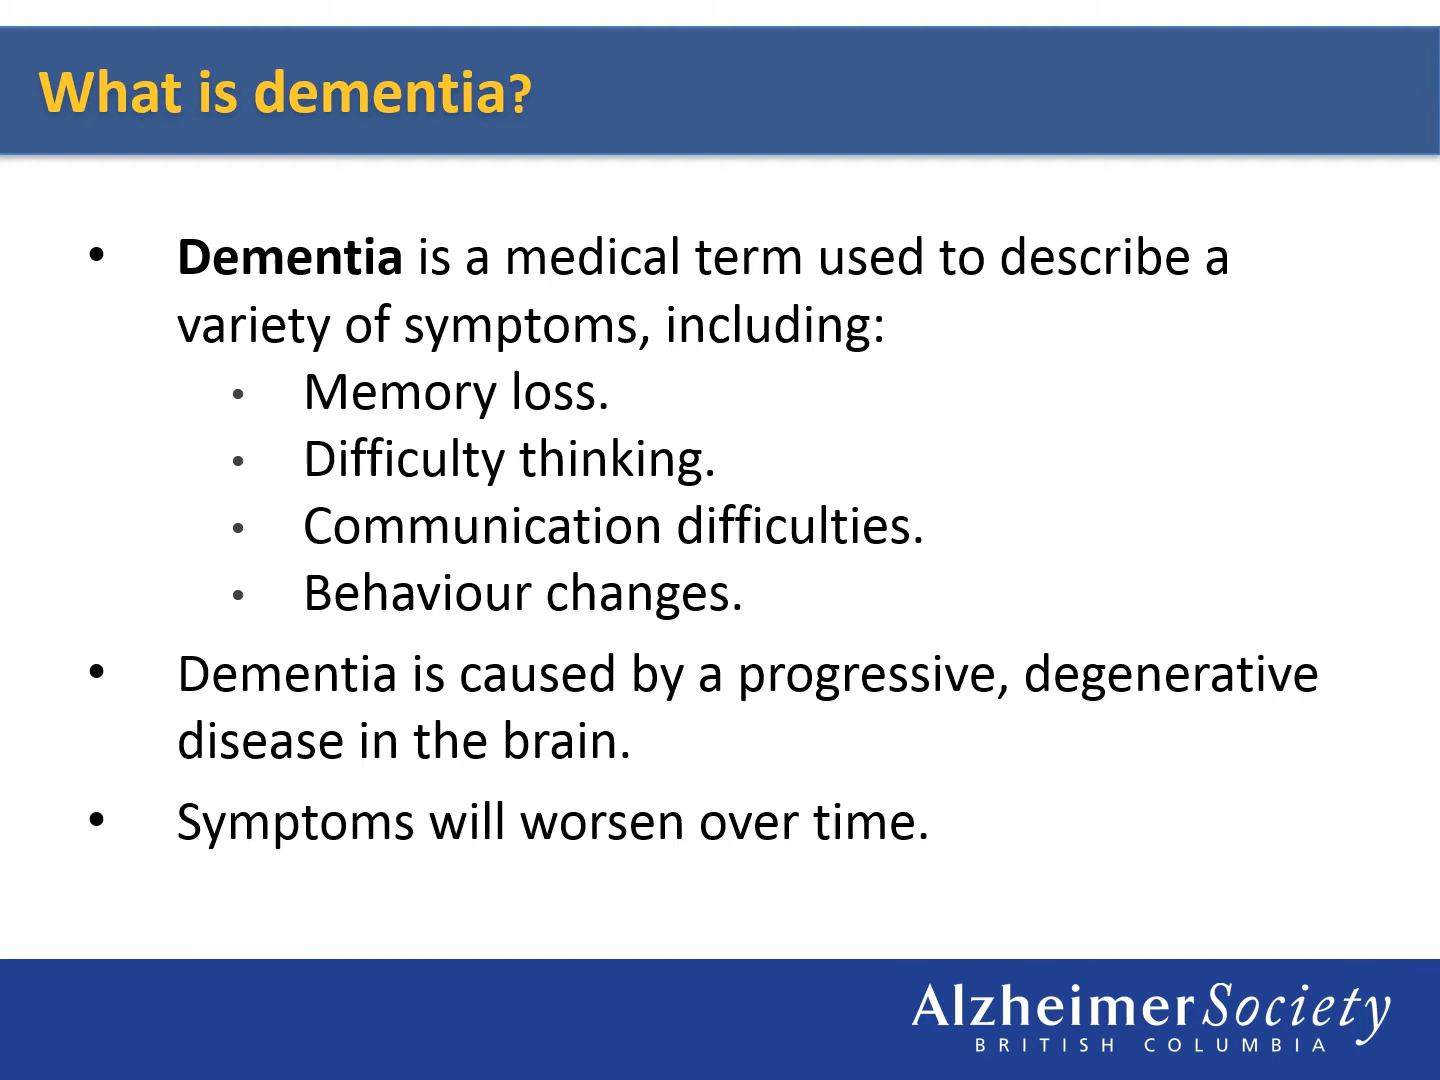 What is dementia?
• Dementia is a medical term used to describe a
variety of symptoms, including:
• Memory loss.
• Difficulty thinking.
• Communication difficulties.
• Behaviour changes.
• Dementia is caused by a progressive, degenerative
disease in the brain.
• Symptoms will worsen over time.
AlzheimerSociety
BRITISH COLUMBIA